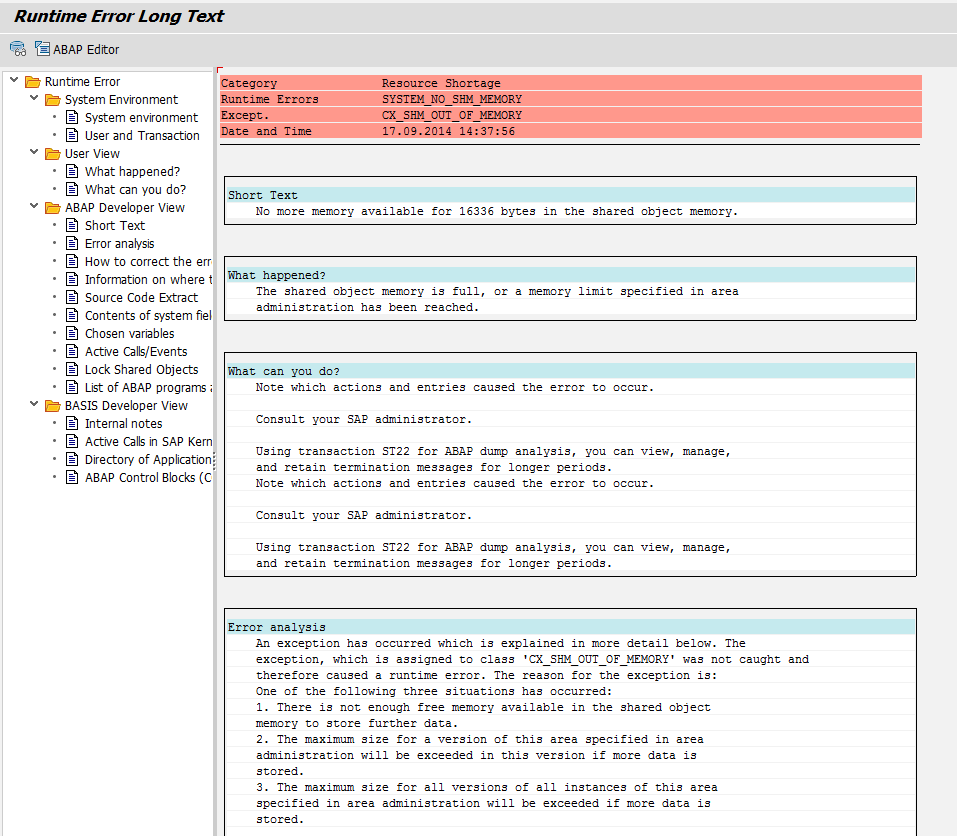 Runtime Error Long Text
ABAP Editor
Runtime Error
System Environment
System environment
User and Transaction
User View
What happened?
What can you do?
ABAP Developer View
Short Text
Error analysis
How to correct the err
Information on where t
Source Code Extract
Contents of system fiel
Chosen variables
Active Calls/Events
Lock Shared Objects
List of ABAP programs a
BASIS Developer View
Internal notes
Active Calls in SAP Kern
Directory of Application
ABAP Control Blocks (C
Category Resource Shortage
Runtime Errors SYSTEM_NO_SHM_MEMORY
Except. CX_SHM_OUT_OF_MEMORY
Date and Time 17.09.2014 14:37:56
Short Text
No more memory available for 16336 bytes in the shared object memory.
What happened?
The shared object memory is full, or a memory limit specified in area
administration has been reached.
What can you do?
Note which actions and entries caused the error to occur.
Consult your SAP administrator.
Using transaction ST22 for ABAP dump analysis, you can view, manage,
and retain termination messages for longer periods.
Note which actions and entries caused the error to occur.
Consult your SAP administrator.
Using transaction ST22 for ABAP dump analysis, you can view, manage,
and retain termination messages for longer periods.
Error analysis
An exception has occurred which is explained in more detail below. The
exception, which is assigned to class 'CX_SHM_OUT_OF_MEMORY' was not caught and
therefore caused a runtime error. The reason for the exception is:
One of the following three situations has occurred:
1. There is not enough free memory available in the shared object
memory to store further data.
2. The maximum size for a version of this area specified in area
administration will be exceeded in this version if more data is
stored.
3. The maximum size for all versions of all instances of this area
specified in area administration will be exceeded if more data is
stored.